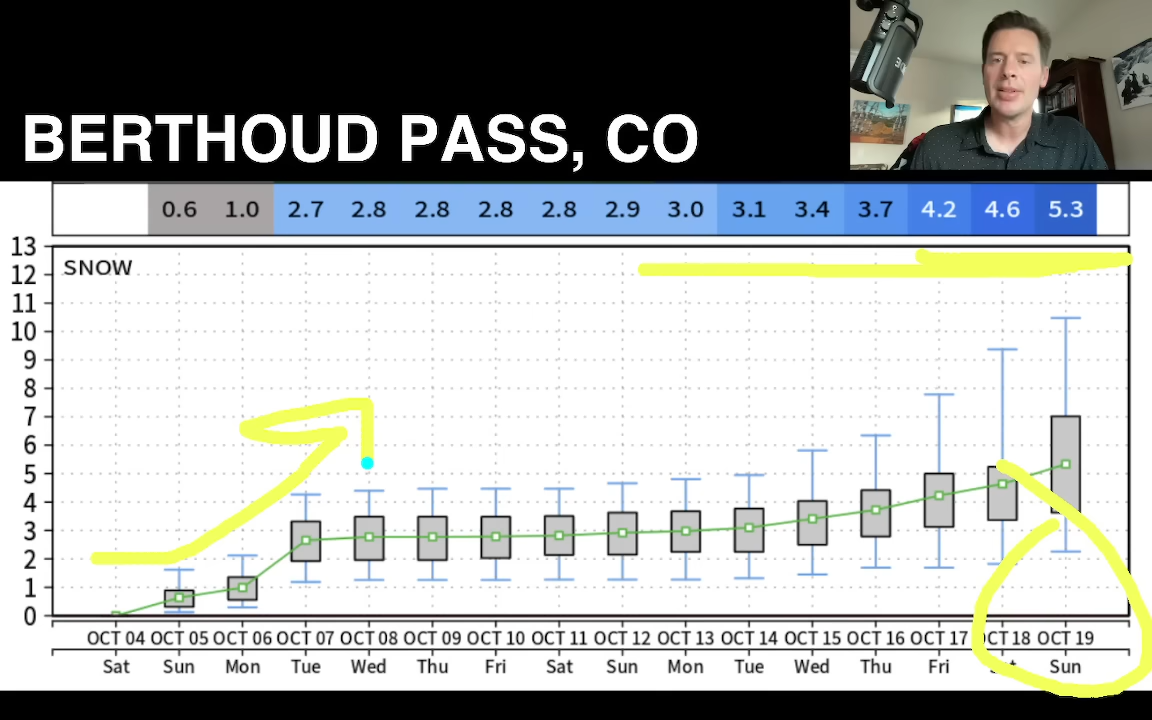 BERTHOUD PASS, CO
0.6 1.0 2.7 2.8 2.8 2.8 2.8 2.9 3.0 3.1 3.4 3.7 4.2 4.6 5.3
13
SNOW
12
11
10
9
8
7
6
5
4
3
2
1
0
OCT 04 OCT 05 OCT 06 OCT 07 OCT 08 OCT 09 OCT 10 OCT 11 OCT 12 OCT 13 OCT 14 OCT 15 OCT 16 OCT 17 OCT 18 OCT 19
Sat Sun Mon Tue Wed Thu Fri Sat Sun Mon Tue Wed Thu Fri Sat Sun